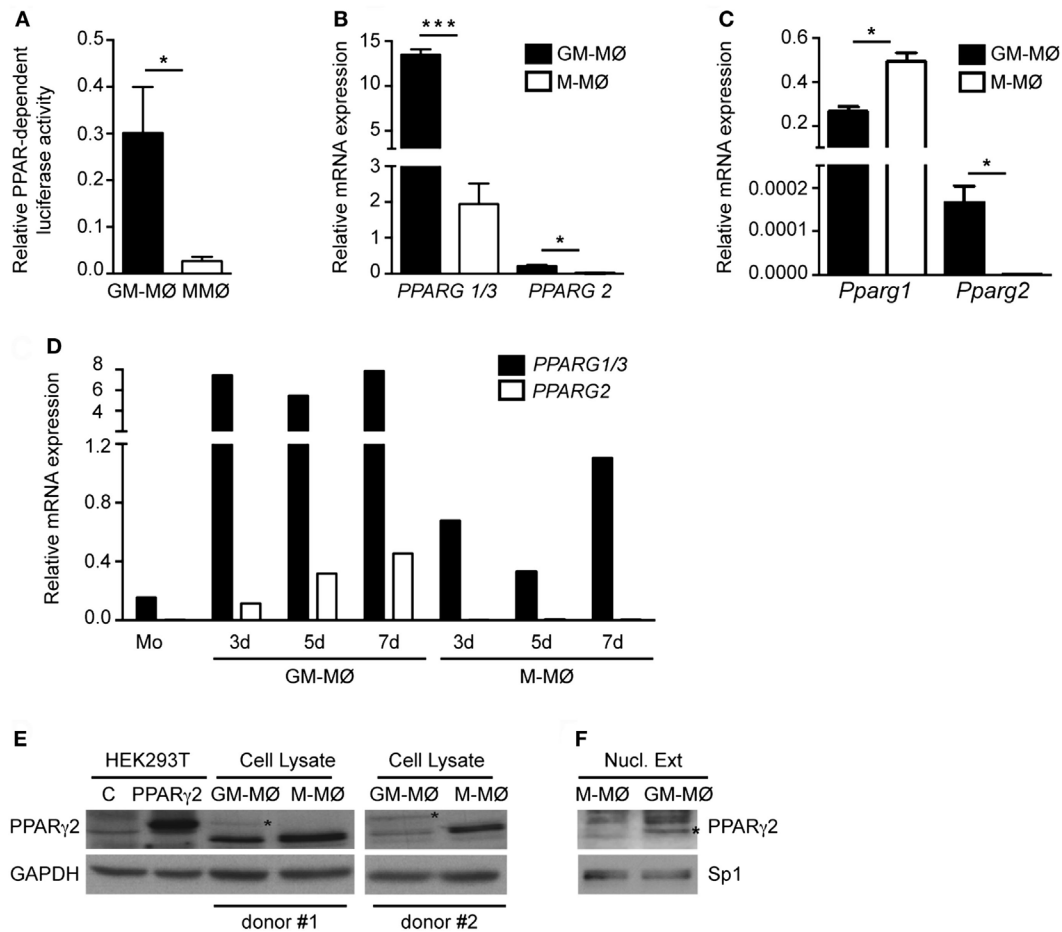 A
Relative PPAR-dependent
luciferase activity
0.5
0.4
0.3
0.2
0.1
0.0
*
GM-MØ MMØ
B
Relative mRNA expression
15
12
9
6
3
3
2
1
0
***
*
GM-MØ
M-MØ
PPARG 1/3 PPARG 2
C
Relative mRNA expression
0.6
0.4
0.2
0.0002
0.0001
0.0000
*
*
GM-MØ
M-MØ
Pparg1 Pparg2
D
Relative mRNA expression
8
6
4
1.2
0.8
0.4
0.0
PPARG1/3
PPARG2
Mo 3d 5d 7d 3d 5d 7d
GM-MØ M-MØ
E
HEK293T Cell Lysate Cell Lysate
C PPARγ2 GM-MØ M-MØ GM-MØ M-MØ
PPARγ2 * *
GAPDH
donor #1 donor #2
F
Nucl. Ext
M-MØ GM-MØ
* PPARγ2
Sp1